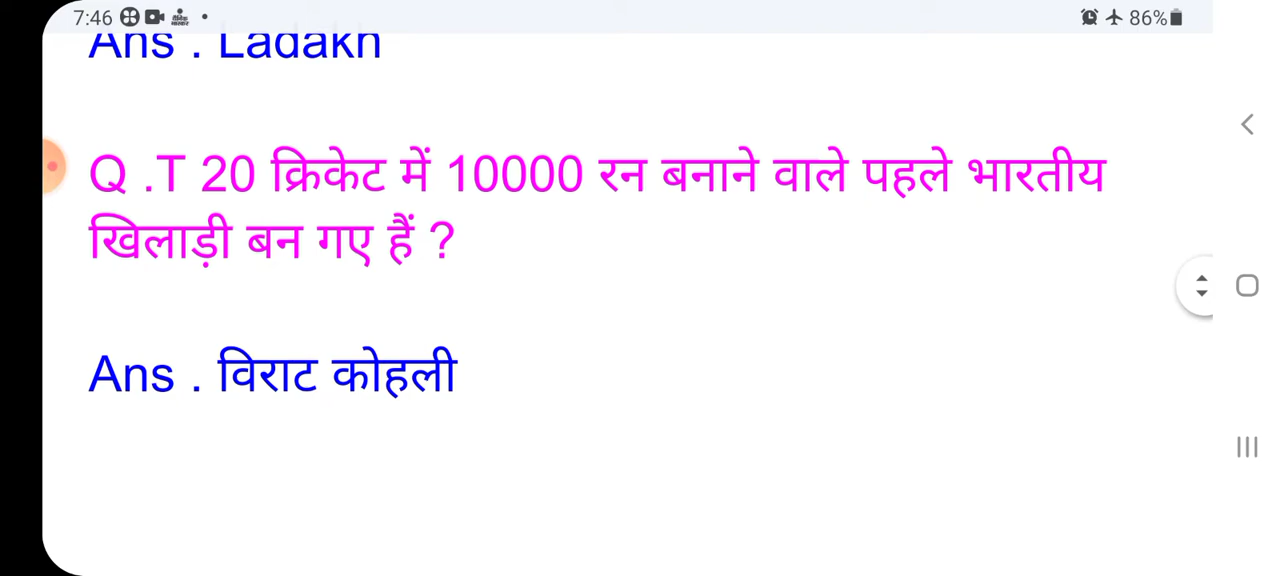 7:46
86%
Ans . Ladakh
Q .T 20 क्रिकेट में 10000 रन बनाने वाले पहले भारतीय
खिलाड़ी बन गए हैं ?
Ans . विराट कोहली